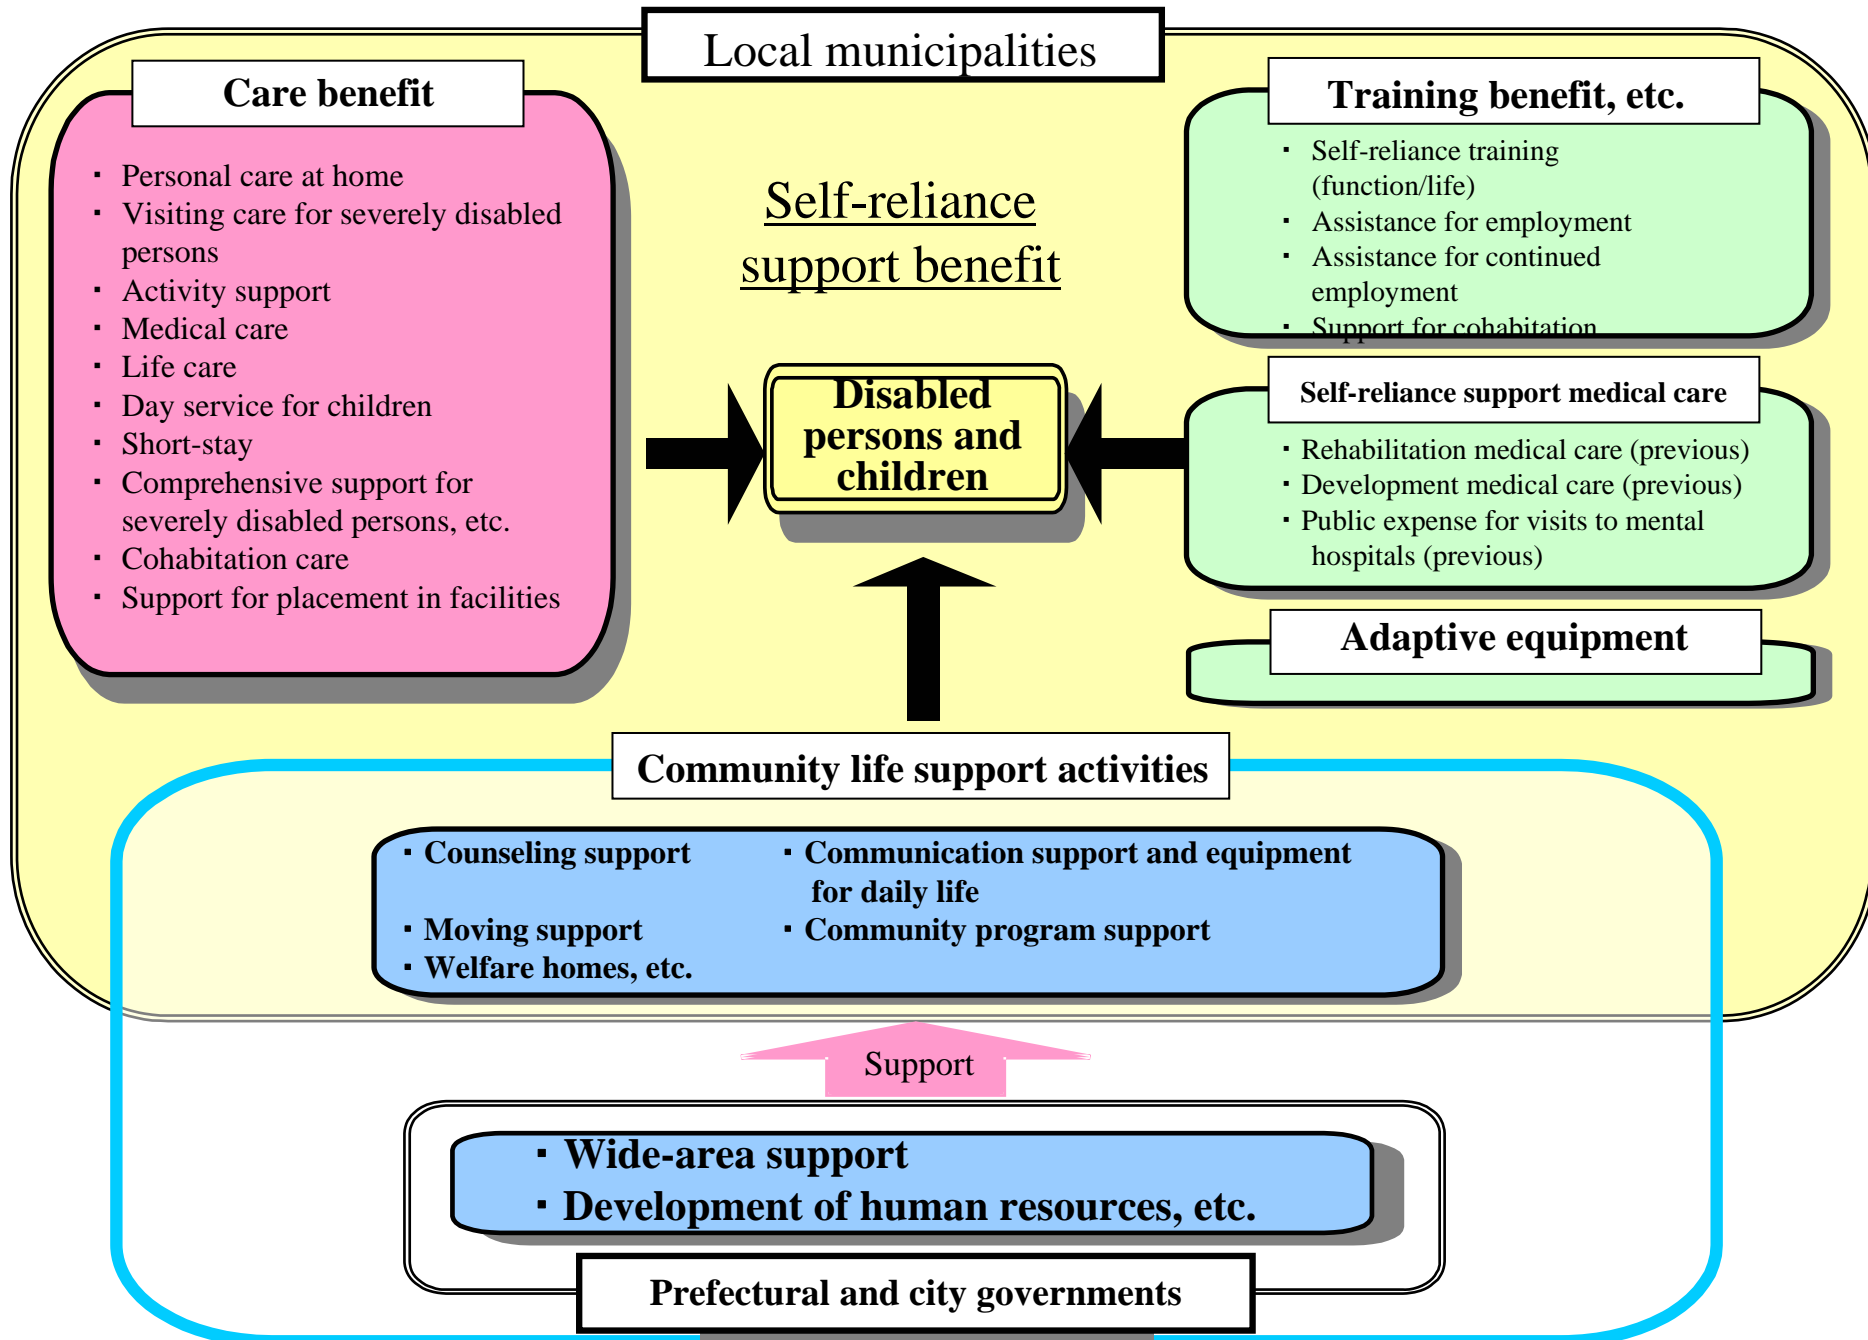 Local municipalities
Care benefit
・ Personal care at home
・ Visiting care for severely disabled
persons
・ Activity support
・ Medical care
・ Life care
・ Day service for children
・ Short-stay
・ Comprehensive support for
severely disabled persons, etc.
・ Cohabitation care
・ Support for placement in facilities
Self-reliance
support benefit
Disabled
persons and
children
Training benefit, etc.
・ Self-reliance training
(function/life)
・ Assistance for employment
・ Assistance for continued
employment
・ Support for cohabitation
Self-reliance support medical care
・Rehabilitation medical care (previous)
・Development medical care (previous)
・Public expense for visits to mental
hospitals (previous)
Adaptive equipment
Community life support activities
・Counseling support
・Communication support and equipment
for daily life
・Moving support
・Community program support
・Welfare homes, etc.
Support
・Wide-area support
・Development of human resources, etc.
Prefectural and city governments